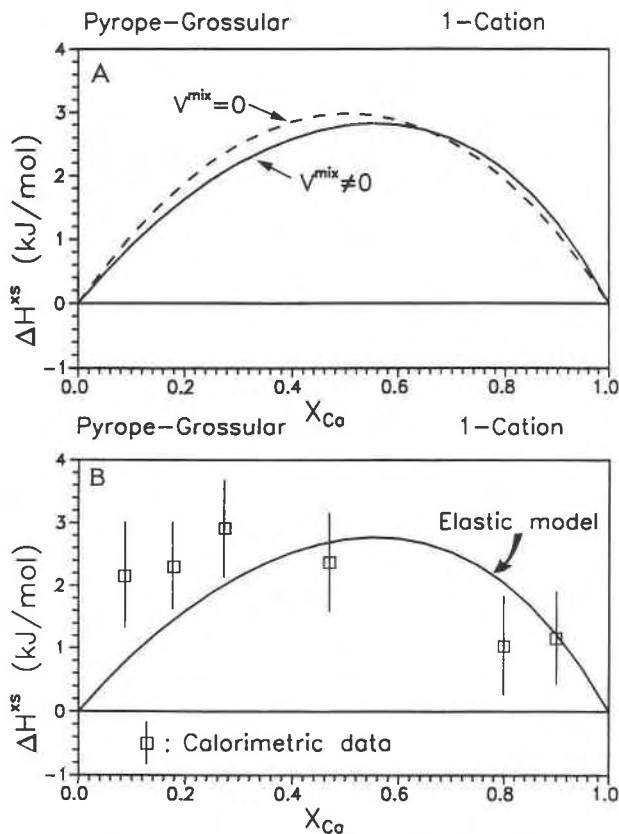 Pyrope-Grossular 1-Cation
A
V^mix=0
V^mix≠0
ΔH^xs (kJ/mol)
4
3
2
1
0
-1
0.0 0.2 0.4 0.6 0.8 1.0
X_Ca
Pyrope-Grossular 1-Cation
B
Elastic model
ΔH^xs (kJ/mol)
4
3
2
1
0
-1
: Calorimetric data
0.0 0.2 0.4 0.6 0.8 1.0
X_Ca